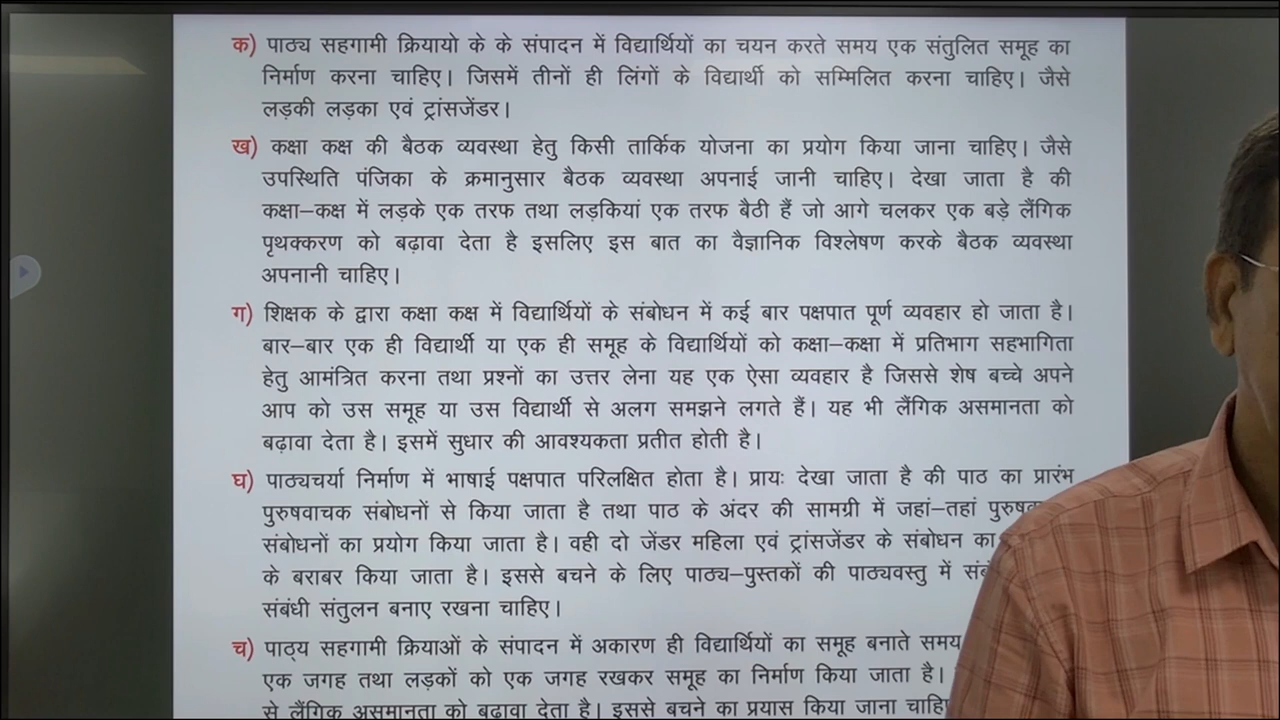 क) पाठ्य सहगामी क्रियायो के के संपादन में विद्यार्थियों का चयन करते समय एक संतुलित समूह का
निर्माण करना चाहिए। जिसमें तीनों ही लिंगों के विद्यार्थी को सम्मिलित करना चाहिए। जैसे
लड़की लड़का एवं ट्रांसजेंडर।
ख) कक्षा कक्ष की बैठक व्यवस्था हेतु किसी तार्किक योजना का प्रयोग किया जाना चाहिए। जैसे
उपस्थिति पंजिका के क्रमानुसार बैठक व्यवस्था अपनाई जानी चाहिए। देखा जाता है की
कक्षा–कक्ष में लड़के एक तरफ तथा लड़कियां एक तरफ बैठी हैं जो आगे चलकर एक बड़े लैंगिक
पृथक्करण को बढ़ावा देता है इसलिए इस बात का वैज्ञानिक विश्लेषण करके बैठक व्यवस्था
अपनानी चाहिए।
ग) शिक्षक के द्वारा कक्षा कक्ष में विद्यार्थियों के संबोधन में कई बार पक्षपात पूर्ण व्यवहार हो जाता है।
बार–बार एक ही विद्यार्थी या एक ही समूह के विद्यार्थियों को कक्षा–कक्षा में प्रतिभाग सहभागिता
हेतु आमंत्रित करना तथा प्रश्नों का उत्तर लेना यह एक ऐसा व्यवहार है जिससे शेष बच्चे अपने
आप को उस समूह या उस विद्यार्थी से अलग समझने लगते हैं। यह भी लैंगिक असमानता को
बढ़ावा देता है। इसमें सुधार की आवश्यकता प्रतीत होती है।
घ) पाठ्यचर्या निर्माण में भाषाई पक्षपात परिलक्षित होता है। प्रायः देखा जाता है की पाठ का प्रारंभ
पुरुषवाचक संबोधनों से किया जाता है तथा पाठ के अंदर की सामग्री में जहां–तहां
संबोधनों का प्रयोग किया जाता है। वही दो जेंडर महिला एवं ट्रांसजेंडर के संबोधन का
के बराबर किया जाता है। इससे बचने के लिए पाठ्य–पुस्तकों की पाठ्यवस्तु में
संबंधी संतुलन बनाए रखना चाहिए।
च) पाठ्य सहगामी क्रियाओं के संपादन में अकारण ही विद्यार्थियों का समूह बनाते समय
एक जगह तथा लड़कों को एक जगह रखकर समूह का निर्माण किया जाता है।
से लैंगिक असमानता को बढ़ावा देता है। इससे बचने का प्रयास किया जाना